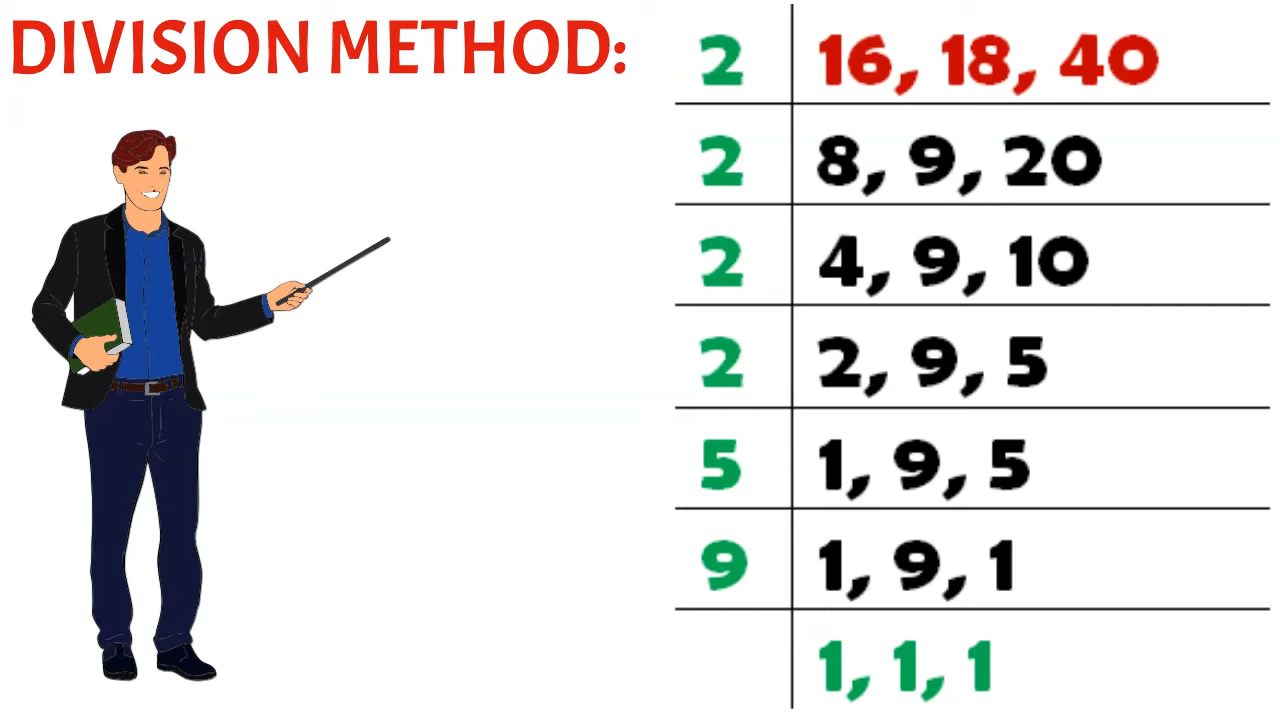 DIVISION METHOD:
2 16, 18, 40
2 8, 9, 20
2 4, 9, 10
2 2, 9, 5
5 1, 9, 5
9 1, 9, 1
1, 1, 1